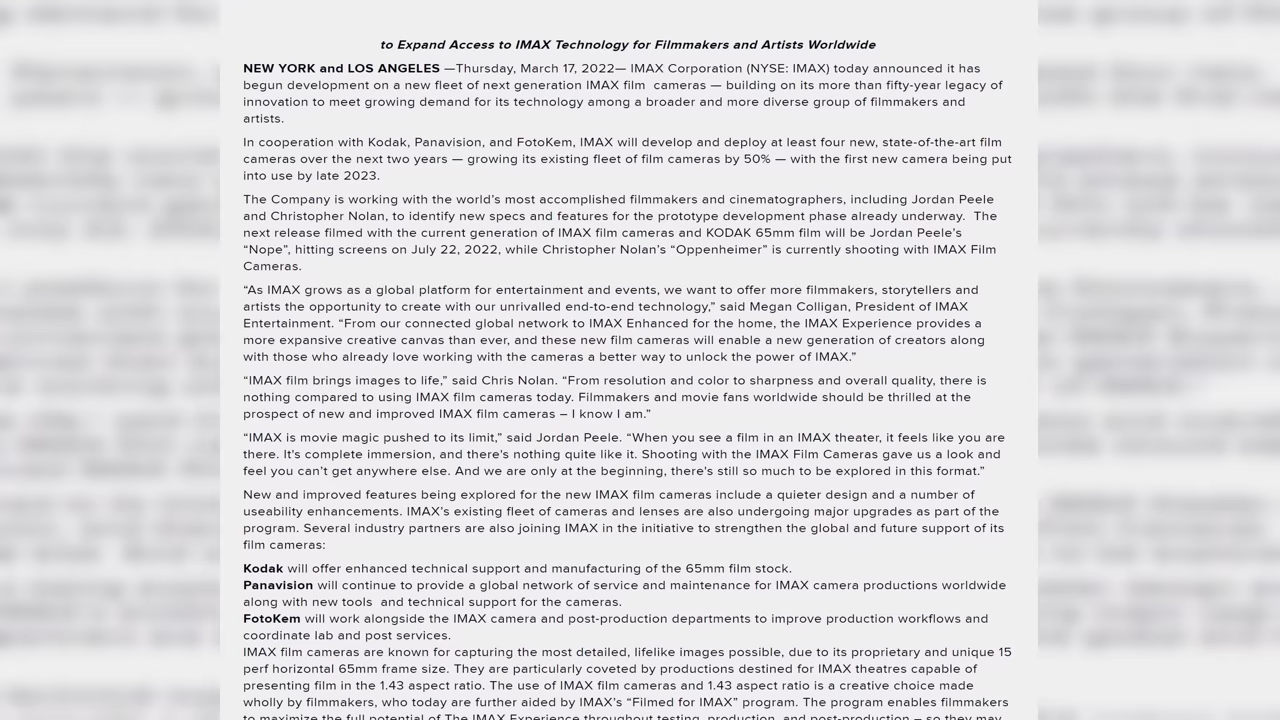 to Expand Access to IMAX Technology for Filmmakers and Artists Worldwide
NEW YORK and LOS ANGELES —Thursday, March 17, 2022— IMAX Corporation (NYSE: IMAX) today announced it has
begun development on a new fleet of next generation IMAX film cameras — building on its more than fifty-year legacy of
innovation to meet growing demand for its technology among a broader and more diverse group of filmmakers and
artists.
In cooperation with Kodak, Panavision, and FotoKem, IMAX will develop and deploy at least four new, state-of-the-art film
cameras over the next two years — growing its existing fleet of film cameras by 50% — with the first new camera being put
into use by late 2023.
The Company is working with the world's most accomplished filmmakers and cinematographers, including Jordan Peele
and Christopher Nolan, to identify new specs and features for the prototype development phase already underway. The
next release filmed with the current generation of IMAX film cameras and KODAK 65mm film will be Jordan Peele's
“Nope”, hitting screens on July 22, 2022, while Christopher Nolan's “Oppenheimer” is currently shooting with IMAX Film
Cameras.
“As IMAX grows as a global platform for entertainment and events, we want to offer more filmmakers, storytellers and
artists the opportunity to create with our unrivalled end-to-end technology,” said Megan Colligan, President of IMAX
Entertainment. “From our connected global network to IMAX Enhanced for the home, the IMAX Experience provides a
more expansive creative canvas than ever, and these new film cameras will enable a new generation of creators along
with those who already love working with the cameras a better way to unlock the power of IMAX.”
“IMAX film brings images to life,” said Chris Nolan. “From resolution and color to sharpness and overall quality, there is
nothing compared to using IMAX film cameras today. Filmmakers and movie fans worldwide should be thrilled at the
prospect of new and improved IMAX film cameras – I know I am.”
“IMAX is movie magic pushed to its limit,” said Jordan Peele. “When you see a film in an IMAX theater, it feels like you are
there. It's complete immersion, and there's nothing quite like it. Shooting with the IMAX Film Cameras gave us a look and
feel you can't get anywhere else. And we are only at the beginning, there's still so much to be explored in this format.”
New and improved features being explored for the new IMAX film cameras include a quieter design and a number of
useability enhancements. IMAX's existing fleet of cameras and lenses are also undergoing major upgrades as part of the
program. Several industry partners are also joining IMAX in the initiative to strengthen the global and future support of its
film cameras:
Kodak will offer enhanced technical support and manufacturing of the 65mm film stock.
Panavision will continue to provide a global network of service and maintenance for IMAX camera productions worldwide
along with new tools and technical support for the cameras.
FotoKem will work alongside the IMAX camera and post-production departments to improve production workflows and
coordinate lab and post services.
IMAX film cameras are known for capturing the most detailed, lifelike images possible, due to its proprietary and unique 15
perf horizontal 65mm frame size. They are particularly coveted by productions destined for IMAX theatres capable of
presenting film in the 1.43 aspect ratio. The use of IMAX film cameras and 1.43 aspect ratio is a creative choice made
wholly by filmmakers, who today are further aided by IMAX's “Filmed for IMAX” program. The program enables filmmakers
to maximize the full potential of The IMAX Experience throughout testing, production, and post-production – so they may